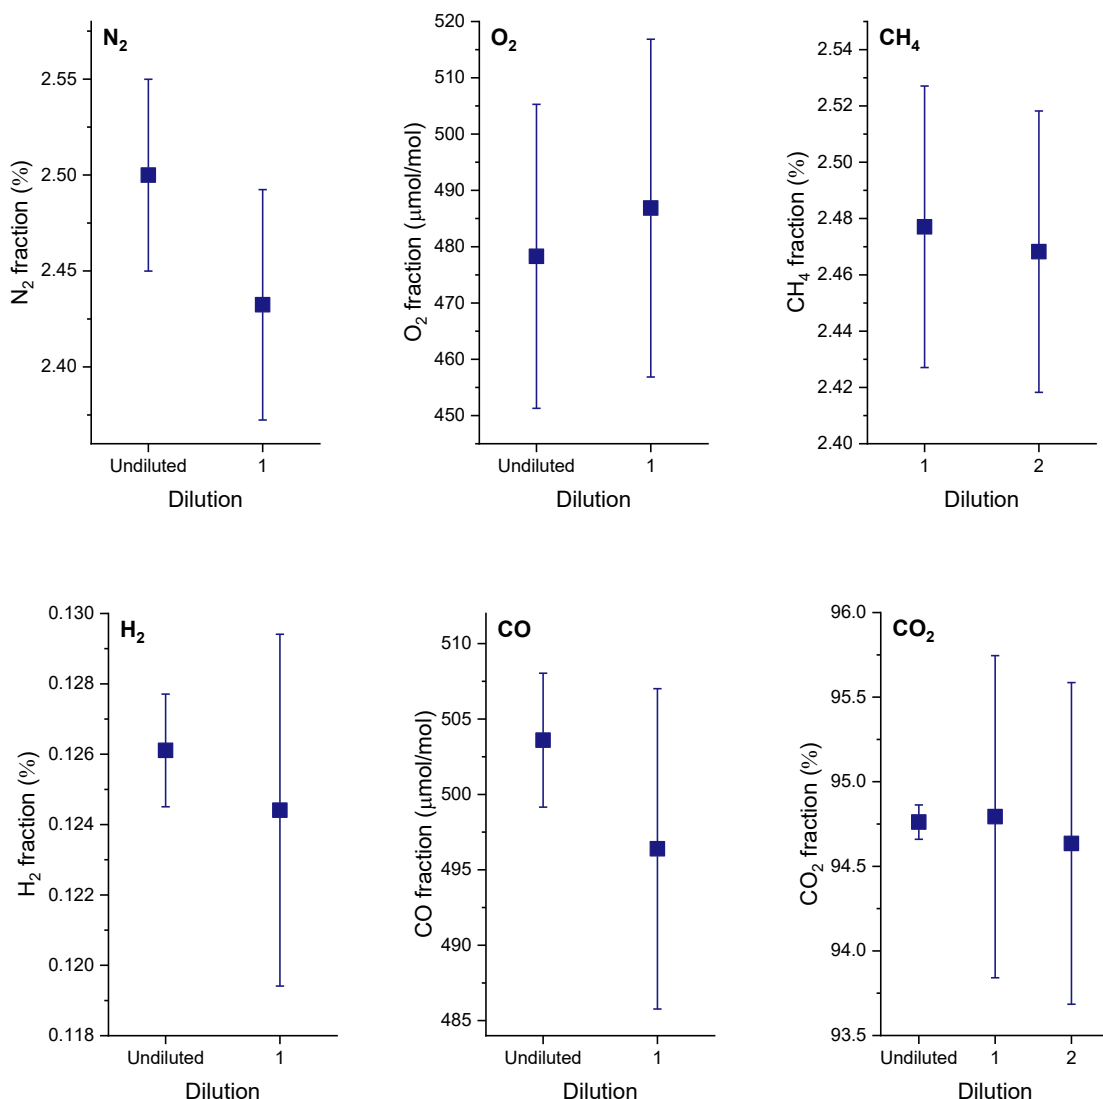 N₂
2.55
2.50
2.45
2.40
N₂ fraction (%)
Undiluted 1
Dilution
O₂
520
510
500
490
480
470
460
450
O₂ fraction (μmol/mol)
Undiluted 1
Dilution
CH₄
2.54
2.52
2.50
2.48
2.46
2.44
2.42
2.40
CH₄ fraction (%)
1 2
Dilution
H₂
0.130
0.128
0.126
0.124
0.122
0.120
0.118
H₂ fraction (%)
Undiluted 1
Dilution
CO
510
505
500
495
490
485
CO fraction (μmol/mol)
Undiluted 1
Dilution
CO₂
96.0
95.5
95.0
94.5
94.0
93.5
CO₂ fraction (%)
Undiluted 1 2
Dilution